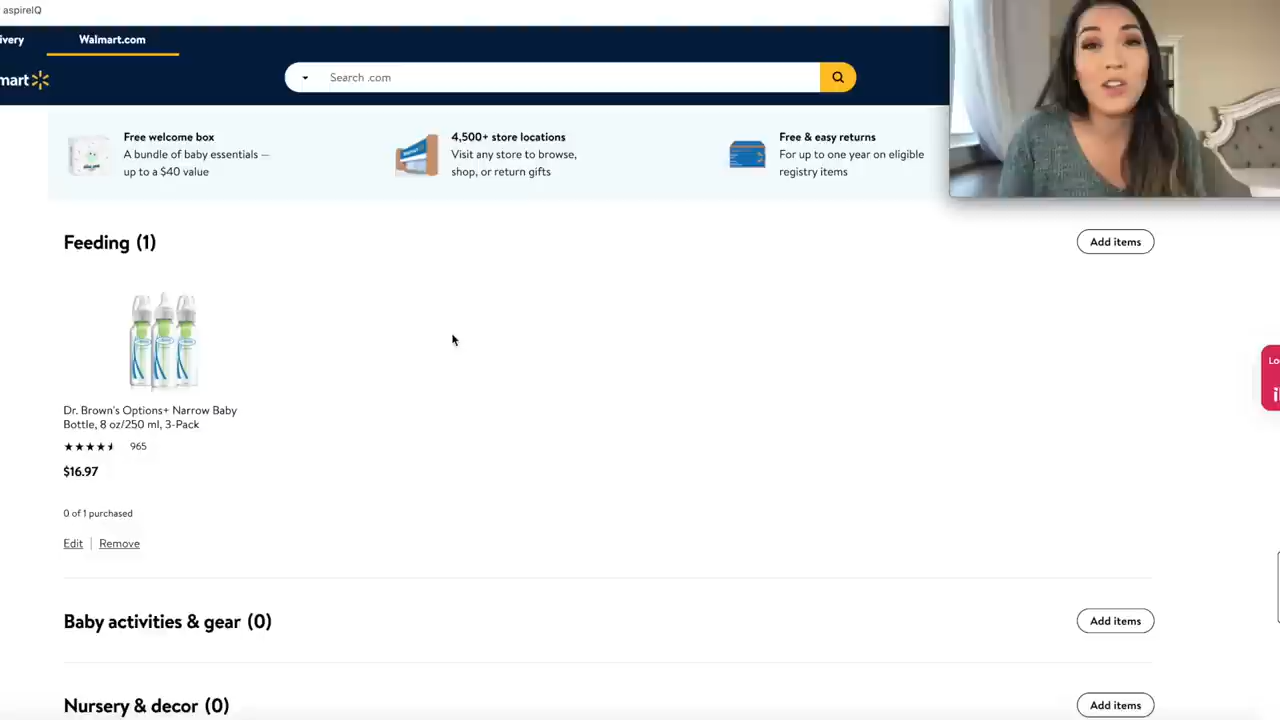 aspireIQ
ivery
Walmart.com
mart
Search .com
Free welcome box
A bundle of baby essentials —
up to a $40 value
4,500+ store locations
Visit any store to browse,
shop, or return gifts
Free & easy returns
For up to one year on eligible
registry items
Feeding (1)
Add items
Dr. Brown's Options+ Narrow Baby
Bottle, 8 oz/250 ml, 3-Pack
965
$16.97
0 of 1 purchased
Edit | Remove
Lo
Baby activities & gear (0)
Add items
Nursery & decor (0)
Add items